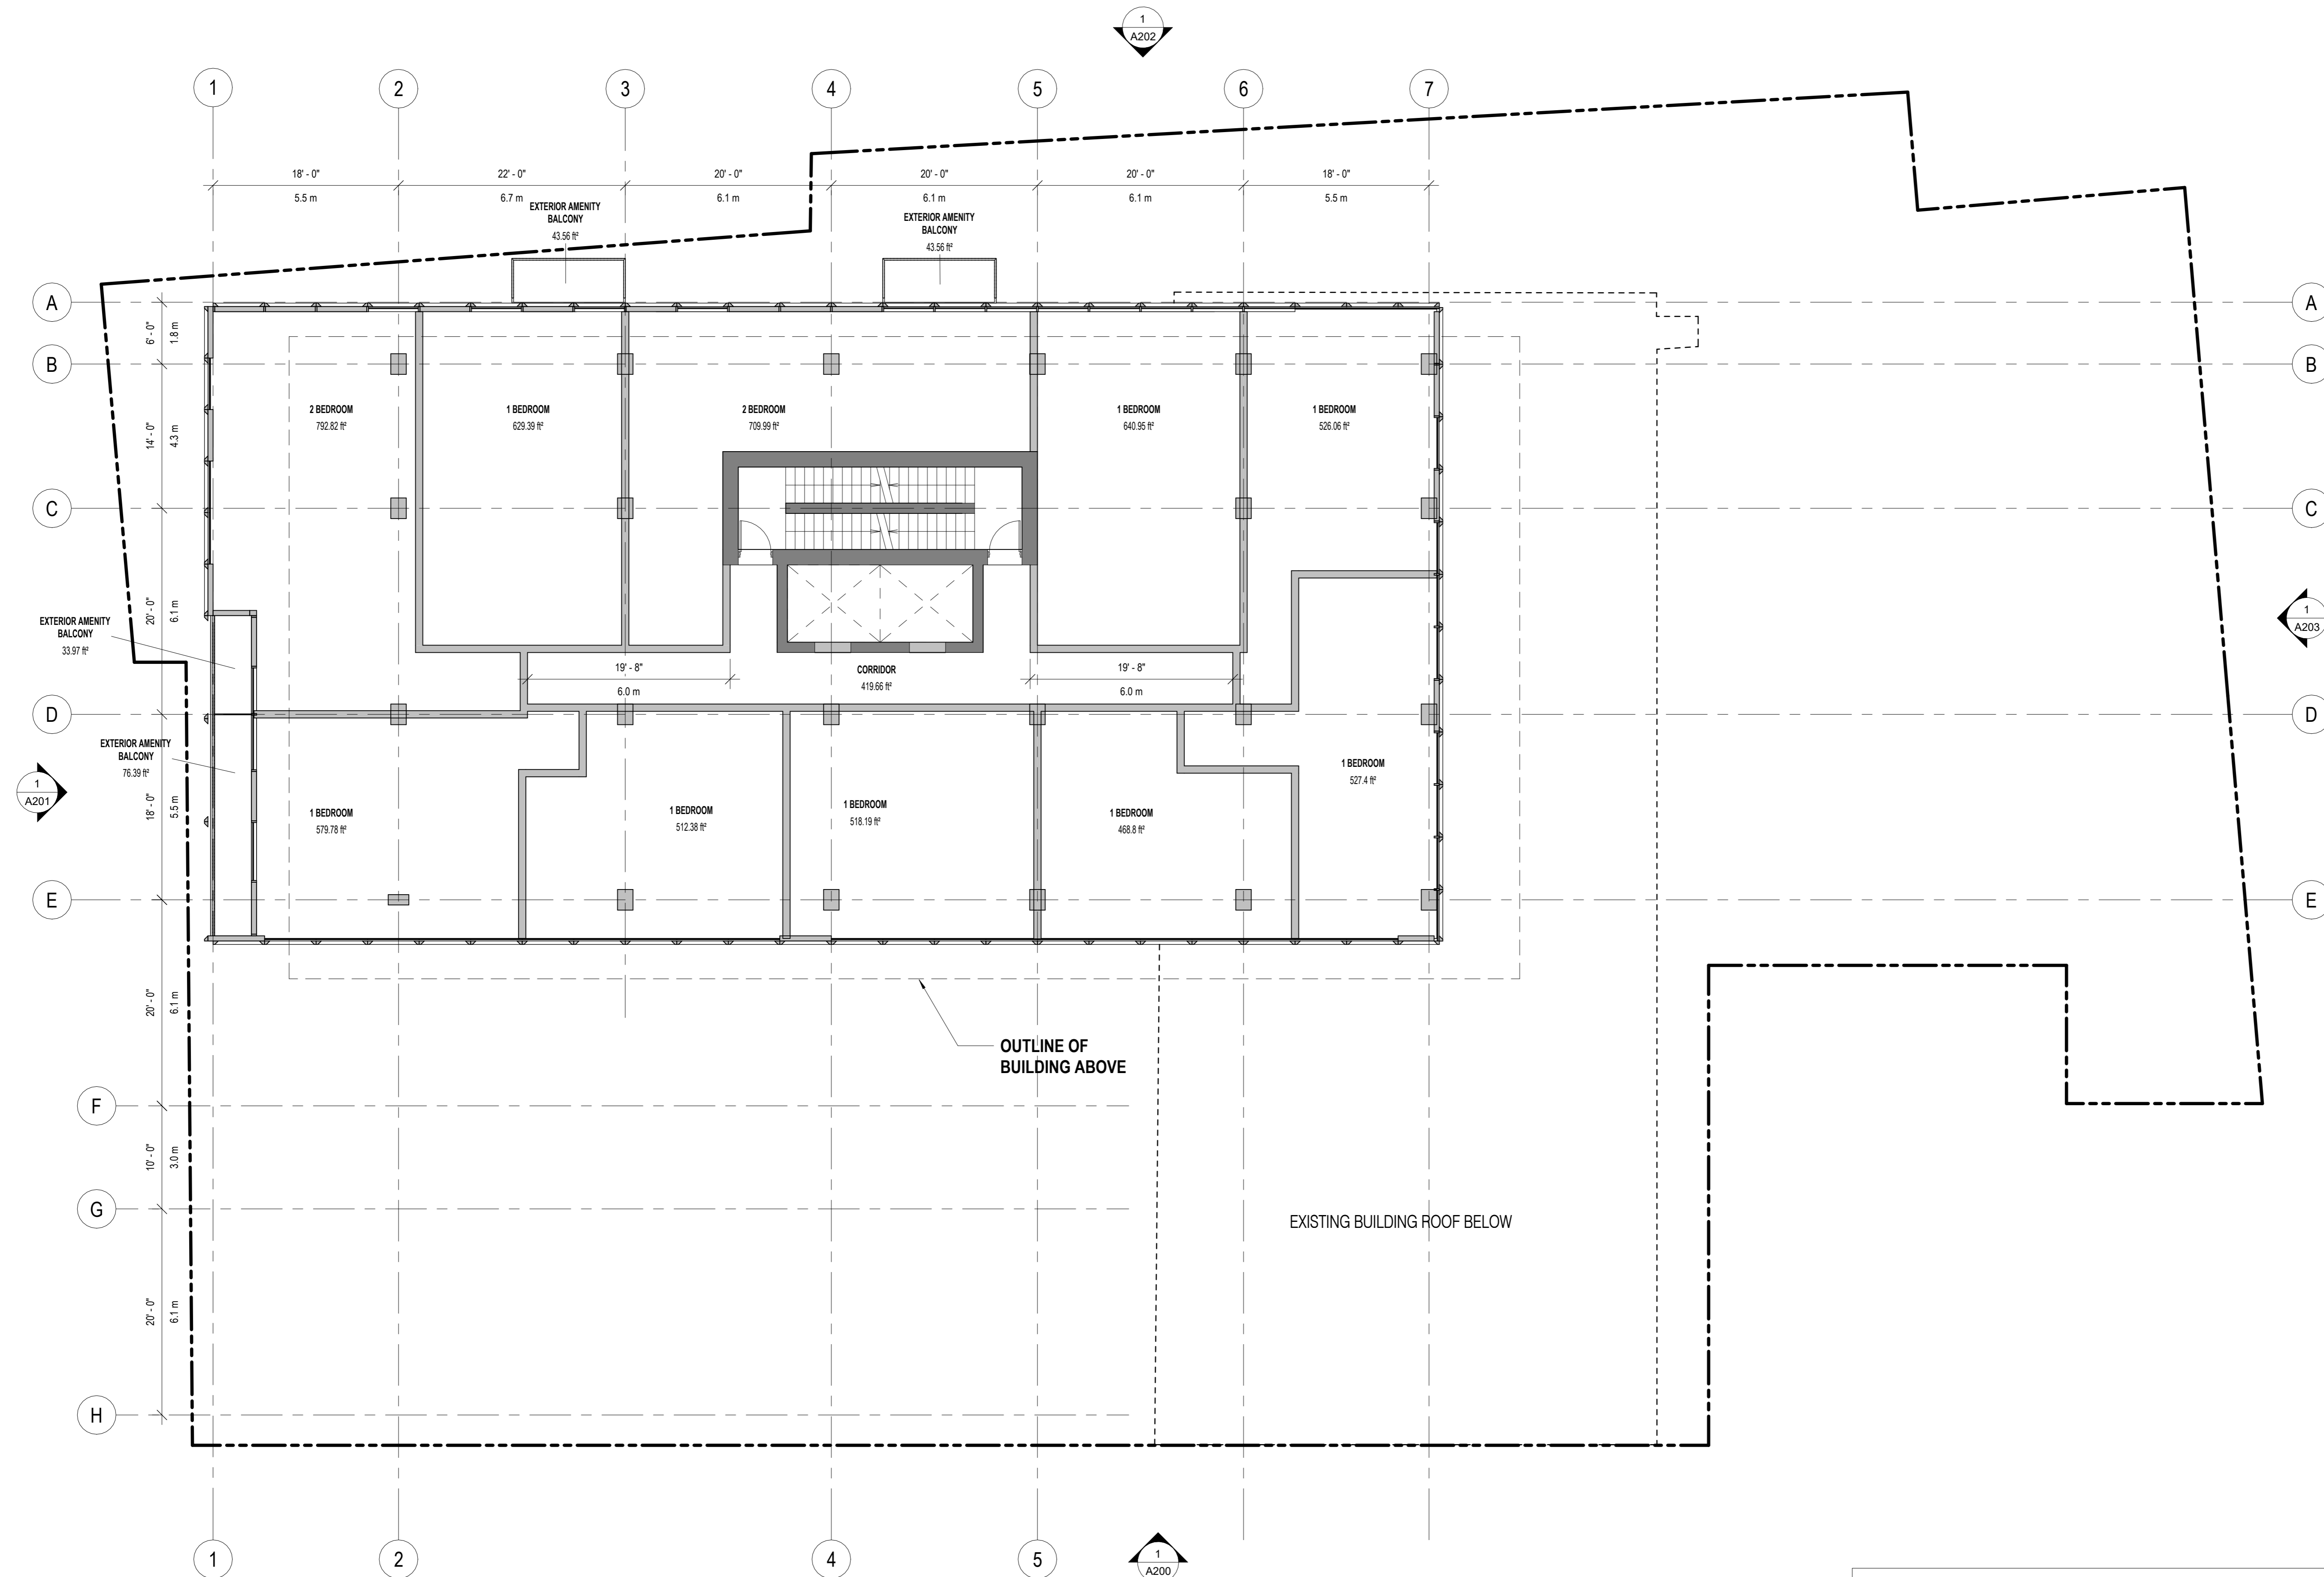 1
A202
1
2
3
4
5
6
7
18' - 0"
22' - 0"
20' - 0"
20' - 0"
20' - 0"
18' - 0"
5.5 m
6.7 m
6.1 m
6.1 m
6.1 m
5.5 m
EXTERIOR AMENITY
BALCONY
43.56 ft²
EXTERIOR AMENITY
BALCONY
43.56 ft²
A
A
6' - 0"
1.8 m
B
B
14' - 0"
4.3 m
2 BEDROOM
792.82 ft²
1 BEDROOM
629.39 ft²
2 BEDROOM
709.99 ft²
1 BEDROOM
640.95 ft²
1 BEDROOM
526.06 ft²
C
C
20' - 0"
6.1 m
EXTERIOR AMENITY
BALCONY
33.97 ft²
1
A203
19' - 8"
6.0 m
CORRIDOR
419.66 ft²
19' - 8"
6.0 m
D
D
EXTERIOR AMENITY
BALCONY
76.39 ft²
1
A201
18' - 0"
5.5 m
1 BEDROOM
579.78 ft²
1 BEDROOM
512.38 ft²
1 BEDROOM
518.19 ft²
1 BEDROOM
468.8 ft²
1 BEDROOM
527.4 ft²
E
E
20' - 0"
6.1 m
OUTLINE OF
BUILDING ABOVE
F
10' - 0"
3.0 m
G
EXISTING BUILDING ROOF BELOW
20' - 0"
6.1 m
H
1
2
4
5
1
A200